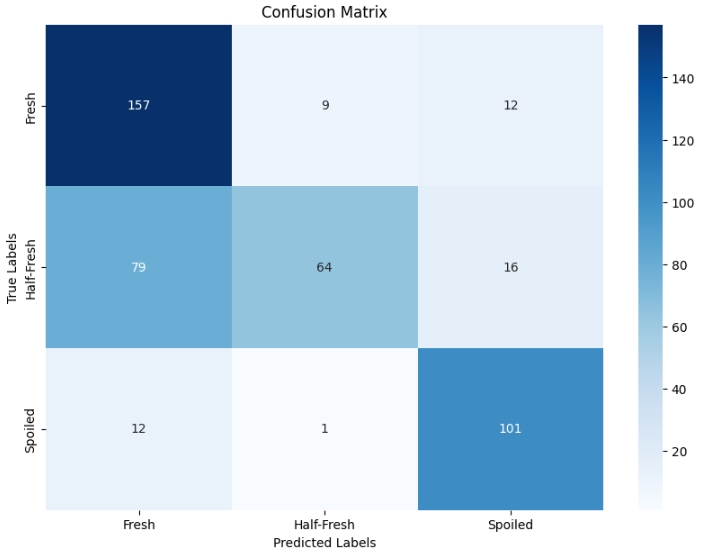 Confusion Matrix
Fresh
157
9
12
140
120
100
True Labels
Half-Fresh
79
64
16
80
60
40
Spoiled
12
1
101
20
Fresh
Half-Fresh
Spoiled
Predicted Labels